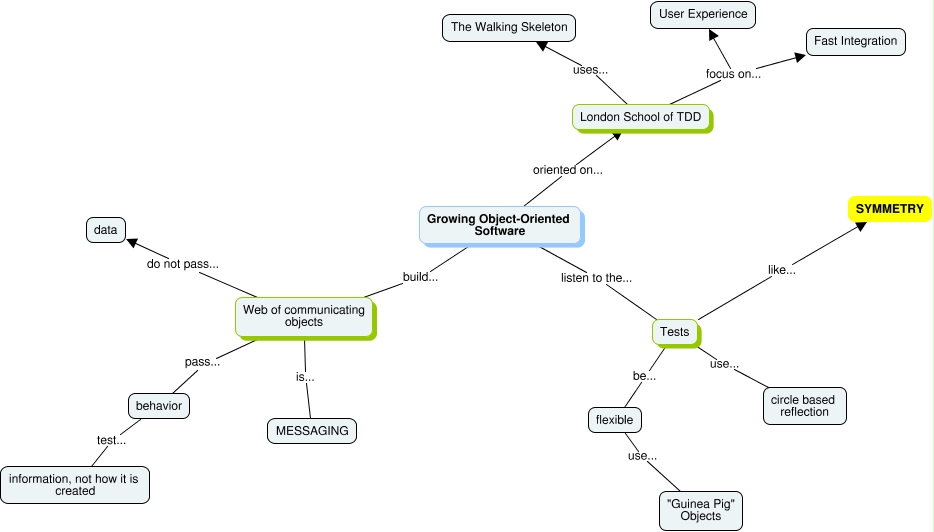 The Walking Skeleton
User Experience
Fast Integration
uses...
focus on...
London School of TDD
oriented on...
Growing Object-Oriented
Software
SYMMETRY
data
do not pass...
build...
listen to the...
like...
Web of communicating
objects
Tests
pass...
is...
be...
use...
behavior
MESSAGING
flexible
circle based
reflection
test...
use...
information, not how it is
created
"Guinea Pig"
Objects